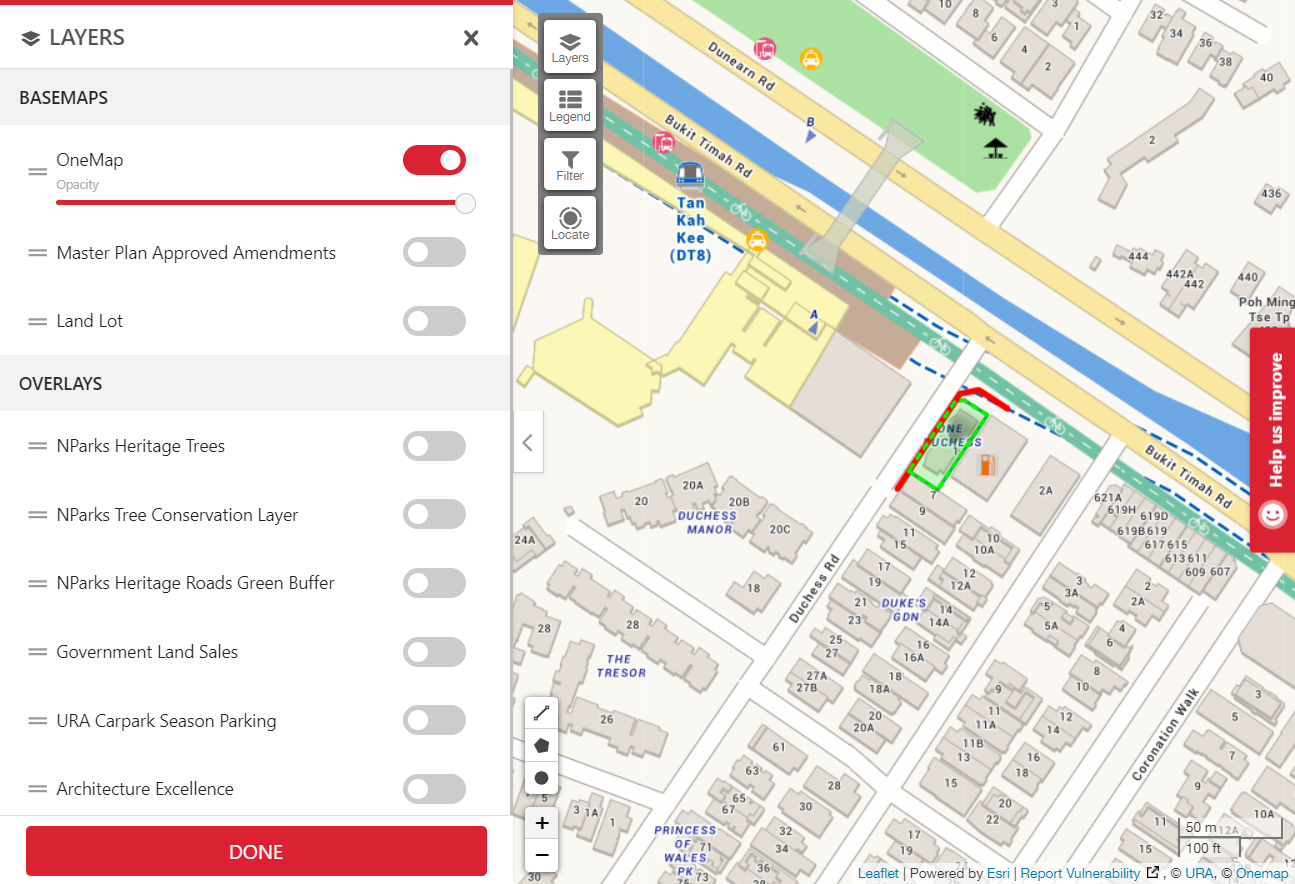 LAYERS
BASEMAPS
OneMap
Opacity
Master Plan Approved Amendments
Land Lot
OVERLAYS
NParks Heritage Trees
NParks Tree Conservation Layer
NParks Heritage Roads Green Buffer
Government Land Sales
URA Carpark Season Parking
Architecture Excellence
DONE
Layers
Legend
Filter
Locate
Dunearn Rd
Bukit Timah Rd
B
Tan
Kah
Kee
(DT8)
A
10
8
6
4
3
1
2
32
34
36
38
40
2
436
444
442A
442
440
Poh Ming
Tse Tp
Help us improve
ONE
DUCHESS
1
7
9
2A
Bukit Timah Rd
621A
619H
619D
619B 619
617 615
613 611
609 607
20
20A
20B
20C
DUCHESS
MANOR
24A
18
Duchess Rd
11
15
10
10A
17
19
12
12A
21
23
DUKE'S
GDN
14
14A
25
27
16
16A
27A
27B
18
18A
20
20A
3
3A
2
2A
5
5A
4
6
8
10
28
28
THE
TRESOR
26
9
11
11A
12
14
11B
13
16
18
15
20
22
Coronation Walk
3
5
7
9
10A
11
12A
15
61
63
65
67
28
30
32
34
71
73
17
19
5
3
1A
1
30
PRINCESS
OF
WALES
PK
+
−
50 m
100 ft
Leaflet | Powered by Esri | Report Vulnerability , © URA, © Onemap